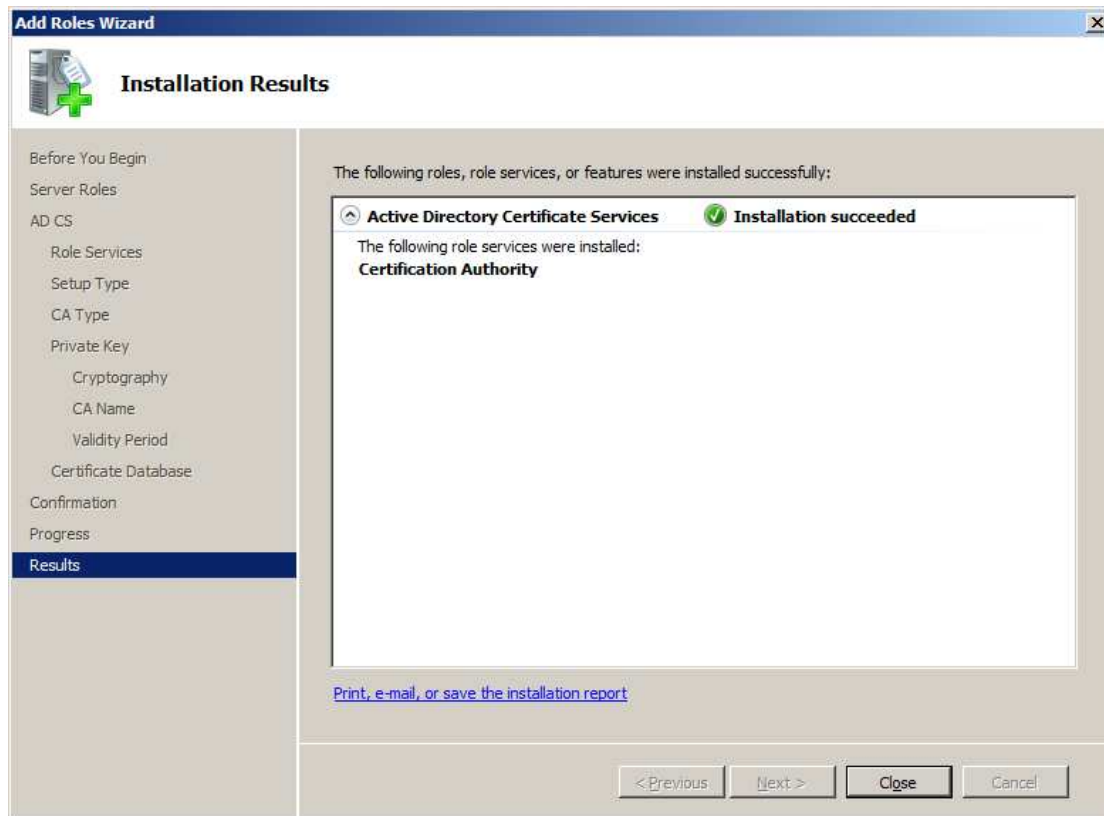 Add Roles Wizard
Installation Results
Before You Begin
Server Roles
AD CS
Role Services
Setup Type
CA Type
Private Key
Cryptography
CA Name
Validity Period
Certificate Database
Confirmation
Progress
Results
The following roles, role services, or features were installed successfully:
Active Directory Certificate Services Installation succeeded
The following role services were installed:
Certification Authority
Print, e-mail, or save the installation report
< Previous Next > Close Cancel